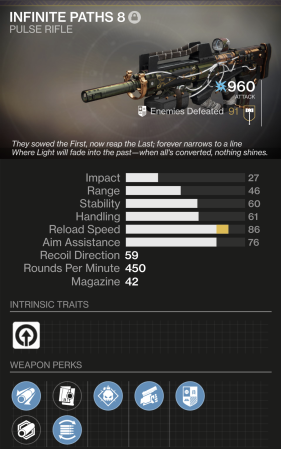 INFINITE PATHS 8
PULSE RIFLE
960
ATTACK
Enemies Defeated 91
They sowed the First, now reap the Last; forever narrows to a line
Where Light will fade into the past—when all's converted, nothing shines.
Impact 27
Range 46
Stability 60
Handling 61
Reload Speed 86
Aim Assistance 76
Recoil Direction 59
Rounds Per Minute 450
Magazine 42
INTRINSIC TRAITS
WEAPON PERKS